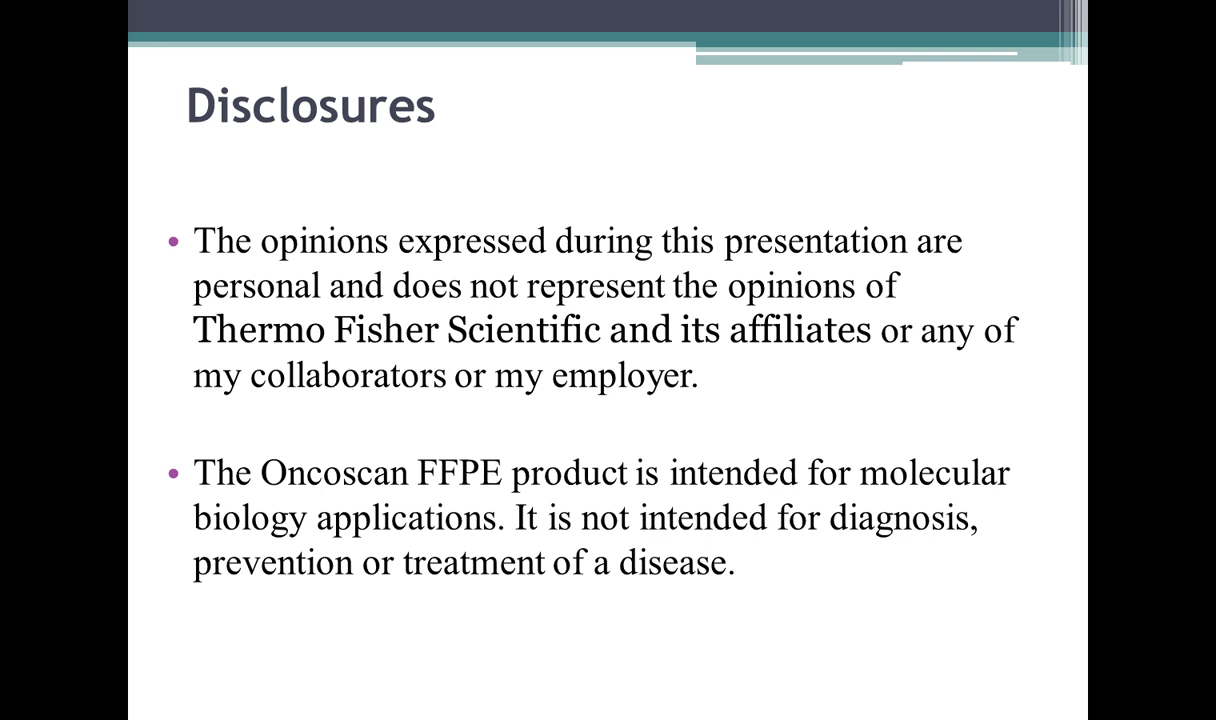 Disclosures
• The opinions expressed during this presentation are
personal and does not represent the opinions of
Thermo Fisher Scientific and its affiliates or any of
my collaborators or my employer.
• The Oncoscan FFPE product is intended for molecular
biology applications. It is not intended for diagnosis,
prevention or treatment of a disease.